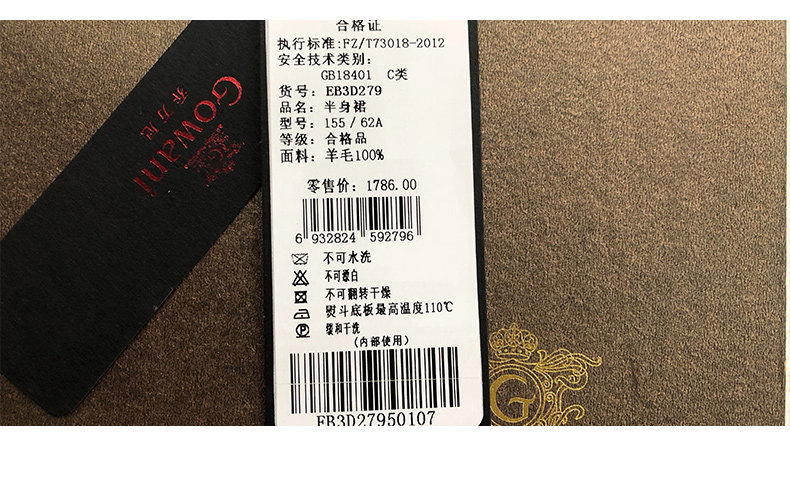 Gowani
乔万尼
合格证
执行标准:FZ/T73018-2012
安全技术类别:
GB18401 C类
货号: EB3D279
品名: 半身裙
型号: 155/62A
等级: 合格品
面料: 羊毛100%
零售价: 1786.00
6 932824 592796
不可水洗
不可漂白
不可翻转干燥
熨斗底板最高温度110℃
缓和干洗
(内部使用)
EB3D27950107
G